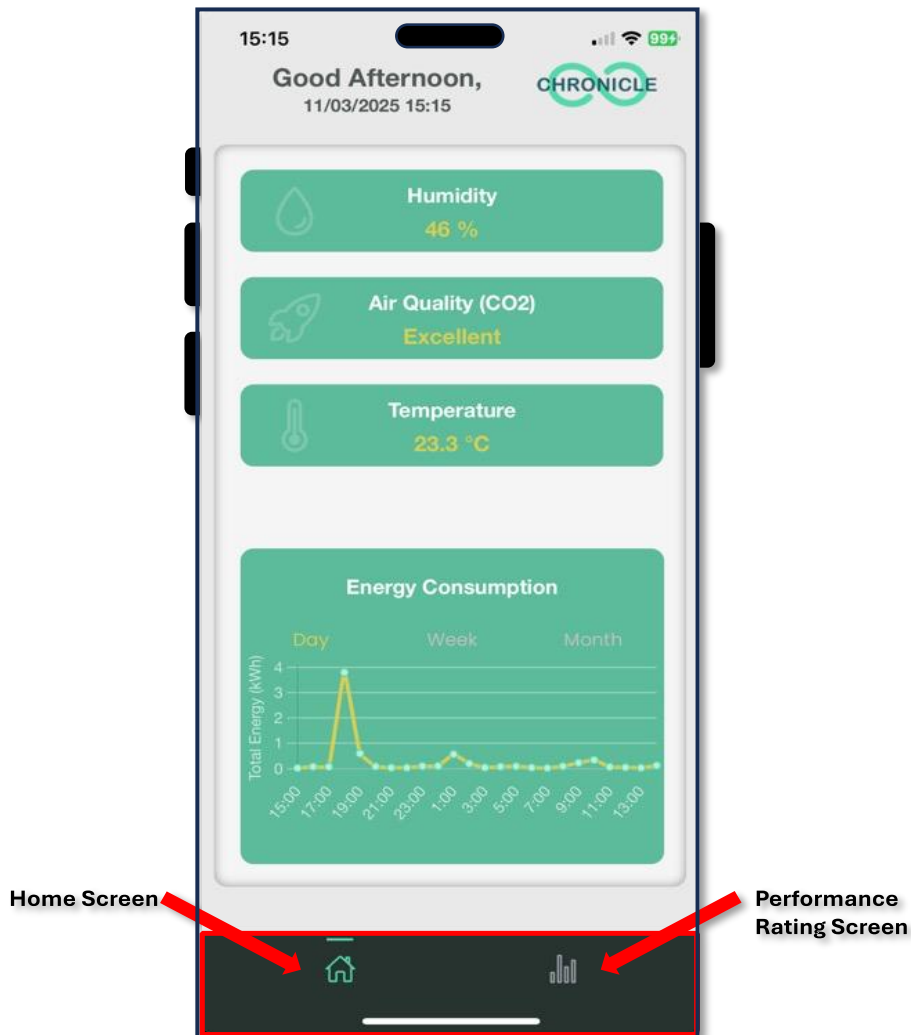 15:15
99+
Good Afternoon,
11/03/2025 15:15
CHRONICLE
Humidity
46 %
Air Quality (CO2)
Excellent
Temperature
23.3 °C
Energy Consumption
Day Week Month
Total Energy (kWh)
4
3
2
1
0
15:00 17:00 19:00 21:00 23:00 1:00 3:00 5:00 7:00 9:00 11:00 13:00
Home Screen
Performance
Rating Screen